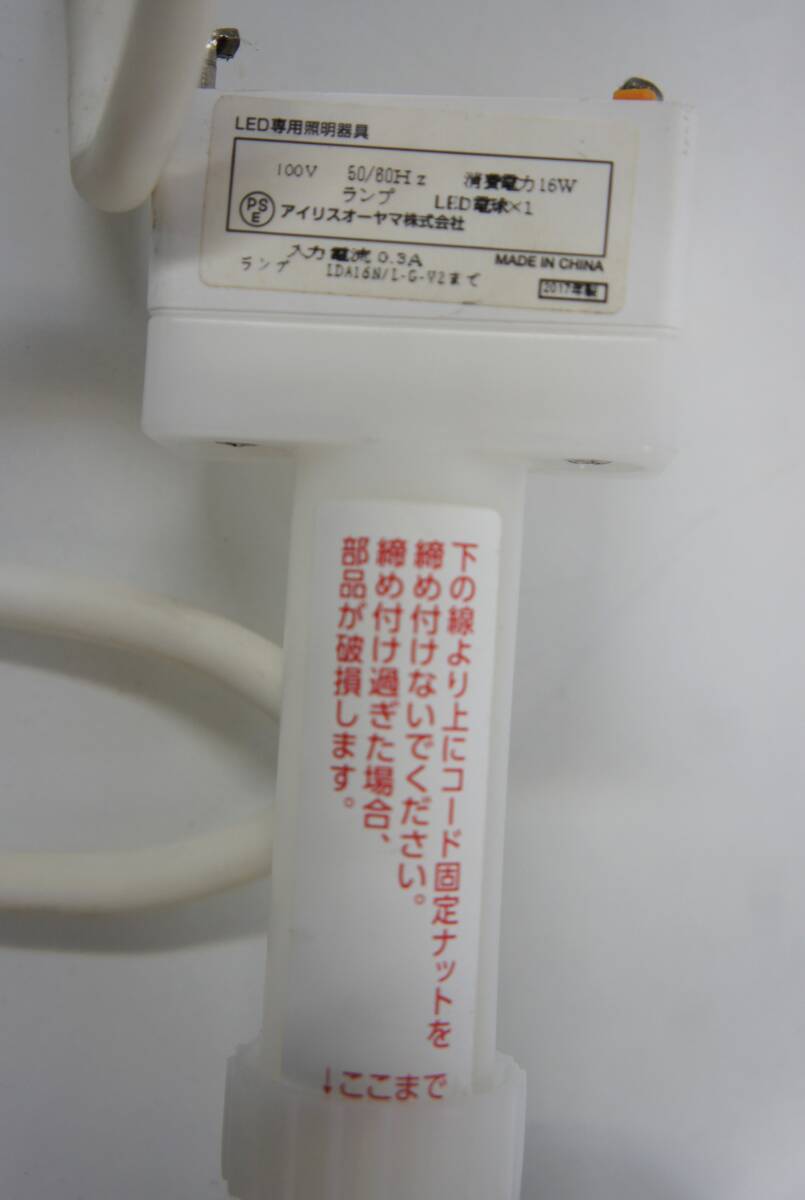 LED専用照明器具
100V 50/60Hz 消費電力16W
ランプ LED電球×1
PSE アイリスオーヤマ株式会社
入力電流0.3A MADE IN CHINA
ランプ LDA16N/L-G-V2まで 2017年製
下の線より上にコード固定ナットを
締め付けないでください。
締め付け過ぎた場合、
部品が破損します。
↓ここまで